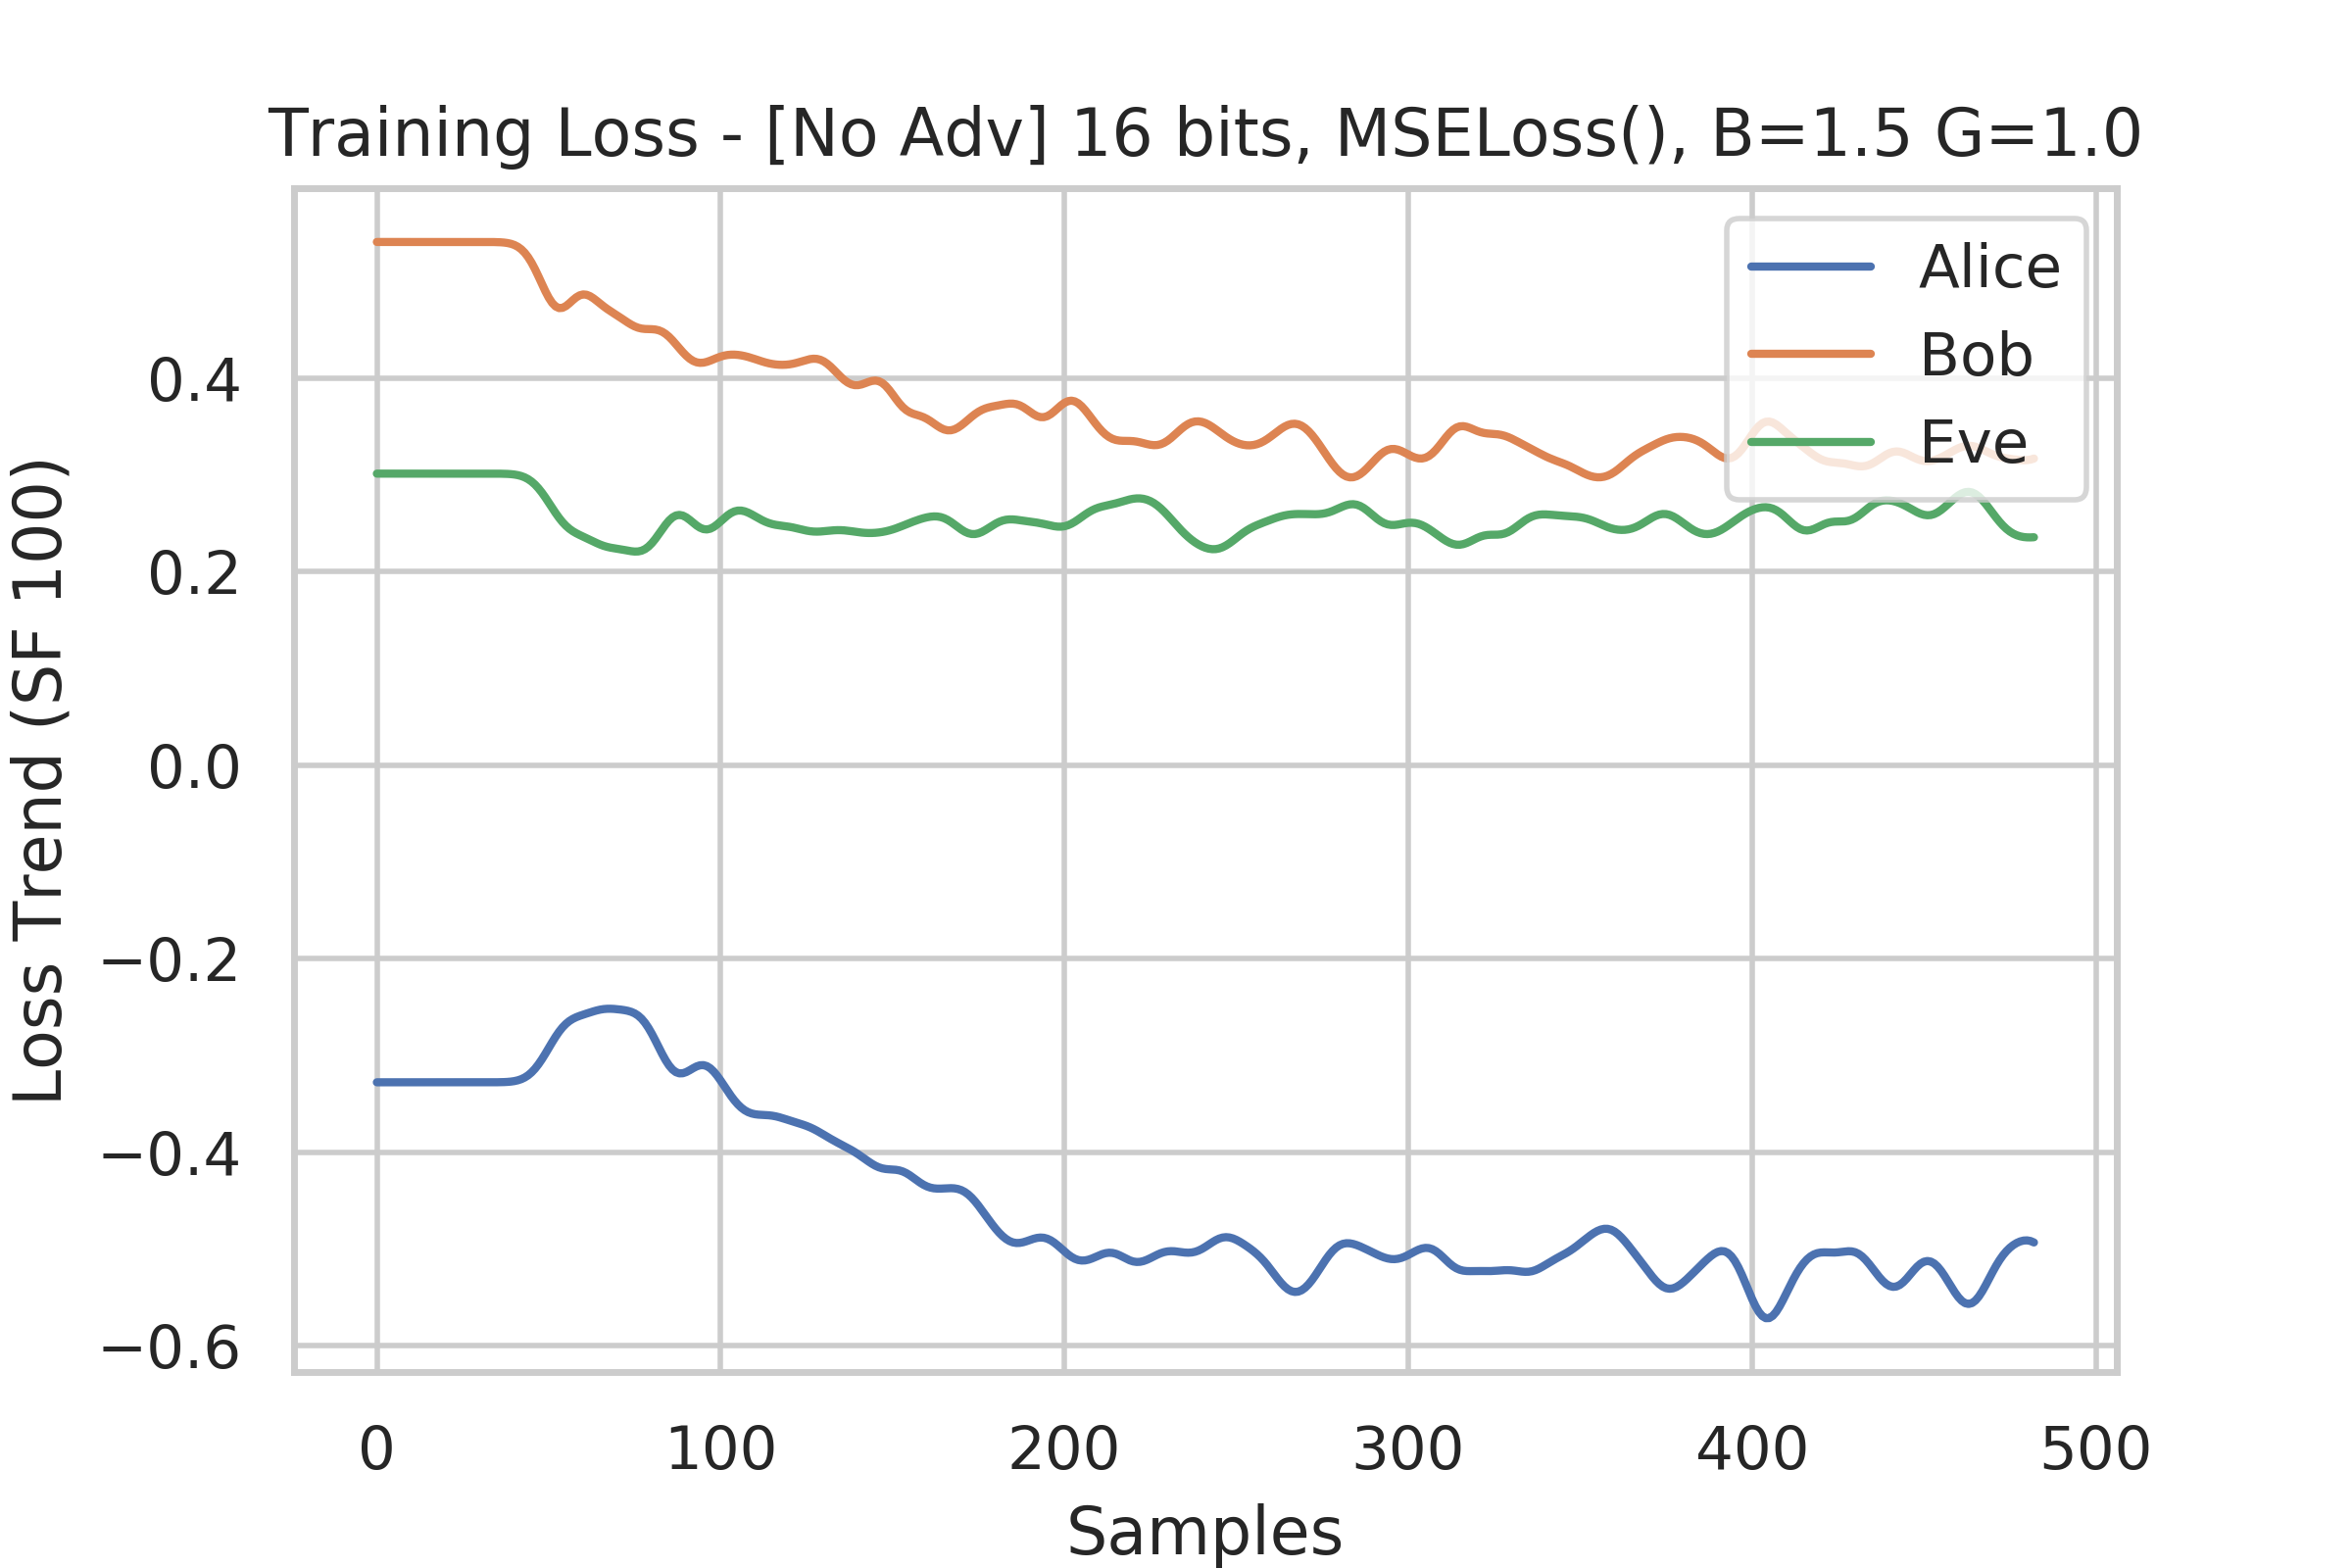 Training Loss - [No Adv] 16 bits, MSELoss(), B=1.5 G=1.0
Alice
Bob
Eve
Loss Trend (SF 100)
0.4
0.2
0.0
−0.2
−0.4
−0.6
0 100 200 300 400 500
Samples